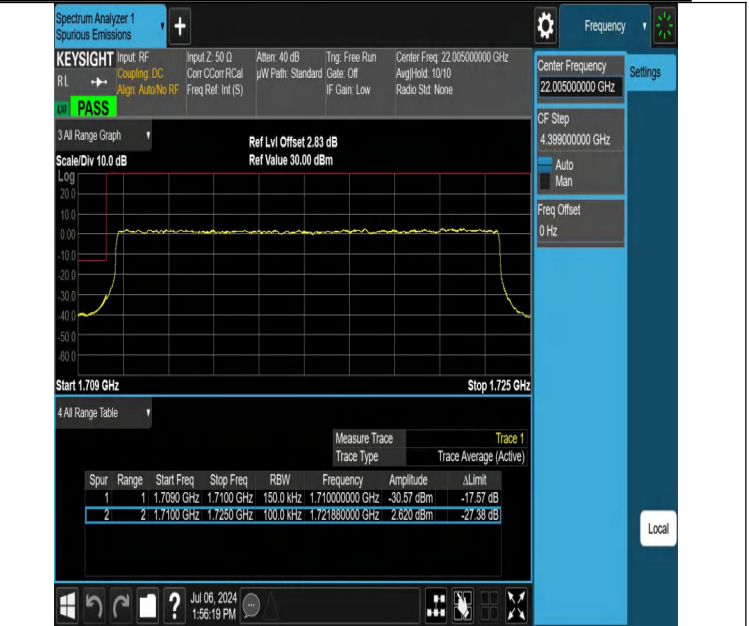 Spectrum Analyzer 1
Spurious Emissions
+
Frequency
KEYSIGHT
RL
PASS
Input: RF
Coupling: DC
Align: Auto/No RF
Input Z: 50 Ω
Corr CCorr RCal
Freq Ref: Int (S)
Atten: 40 dB
µW Path: Standard
Trig: Free Run
Gate: Off
IF Gain: Low
Center Freq: 22.005000000 GHz
Avg|Hold: 10/10
Radio Std: None
Center Frequency
22.005000000 GHz
Settings
CF Step
4.399000000 GHz
Auto
Man
Freq Offset
0 Hz
3 All Range Graph
Scale/Div 10.0 dB
Ref Lvl Offset 2.83 dB
Ref Value 30.00 dBm
Log
20.0
10.0
0.00
-10.0
-20.0
-30.0
-40.0
-50.0
-60.0
Start 1.709 GHz
Stop 1.725 GHz
4 All Range Table
Measure Trace Trace 1
Trace Type Trace Average (Active)
Spur Range Start Freq Stop Freq RBW Frequency Amplitude ΔLimit
1 1 1.7090 GHz 1.7100 GHz 150.0 kHz 1.710000000 GHz -30.57 dBm -17.57 dB
2 2 1.7100 GHz 1.7250 GHz 100.0 kHz 1.721880000 GHz 2.620 dBm -27.38 dB
Local
?
Jul 06, 2024
1:56:19 PM